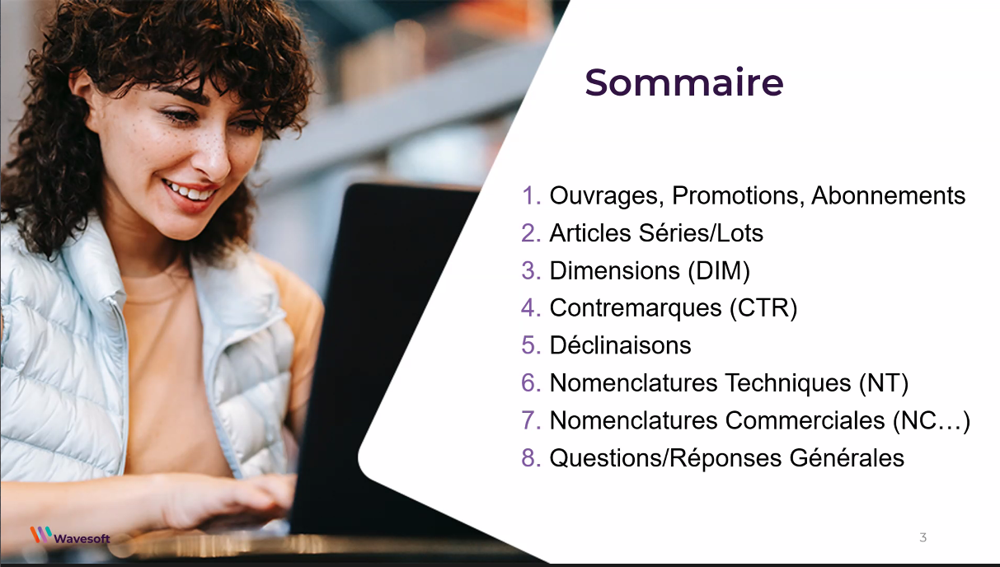 Sommaire
1. Ouvrages, Promotions, Abonnements
2. Articles Séries/Lots
3. Dimensions (DIM)
4. Contremarques (CTR)
5. Déclinaisons
6. Nomenclatures Techniques (NT)
7. Nomenclatures Commerciales (NC…)
8. Questions/Réponses Générales
Wavesoft
3